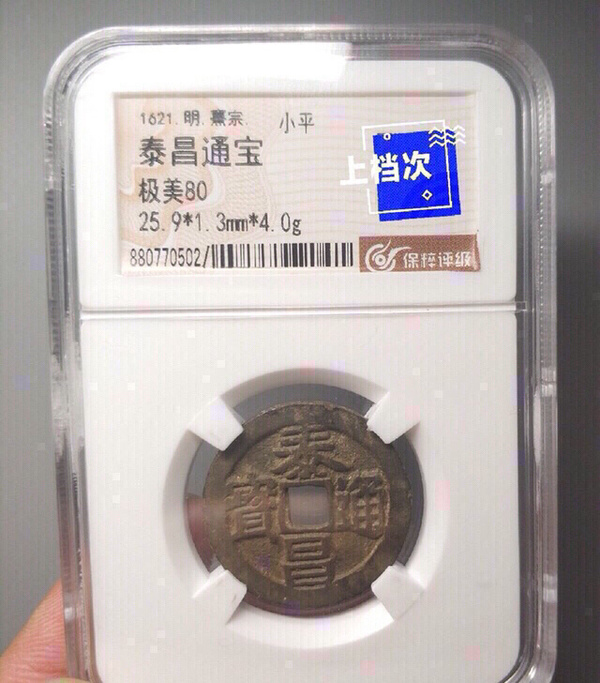 1621.明.熹宗.
小平
泰昌通宝
上档次
极美80
25.9*1.3mm*4.0g
880770502/
保粹评级
泰
寶 通
昌